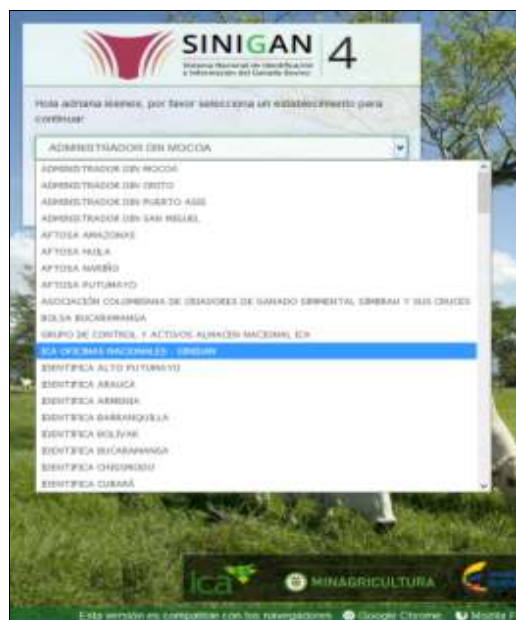 SINIGAN 4
Sistema Nacional de Identificación
e Información del Ganado Bovino
Hola adriana lesmes, por favor selecciona un establecimiento para
continuar
ADMINISTRADOR DIN MOCOA
ADMINISTRADOR DIN MOCOA
ADMINISTRADOR DIN ORITO
ADMINISTRADOR DIN PUERTO ASIS
ADMINISTRADOR DIN SAN MIGUEL
AFTOSA AMAZONAS
AFTOSA HUILA
AFTOSA NARIÑO
AFTOSA PUTUMAYO
ASOCIACIÓN COLOMBIANA DE CRIADORES DE GANADO SIMMENTAL SIMBRAH Y SUS CRUCES
BOLSA BUCARAMANGA
GRUPO DE CONTROL Y ACTIVOS ALMACEN NACIONAL ICA
ICA OFICINAS NACIONALES - SINIGAN
IDENTIFICA ALTO PUTUMAYO
IDENTIFICA ARAUCA
IDENTIFICA ARMENIA
IDENTIFICA BARRANQUILLA
IDENTIFICA BOLÍVAR
IDENTIFICA BUCARAMANGA
IDENTIFICA CHIGORODO
IDENTIFICA CUBARÁ
ica MINAGRICULTURA
Esta versión es compatible con los navegadores Google Chrome Mozilla F